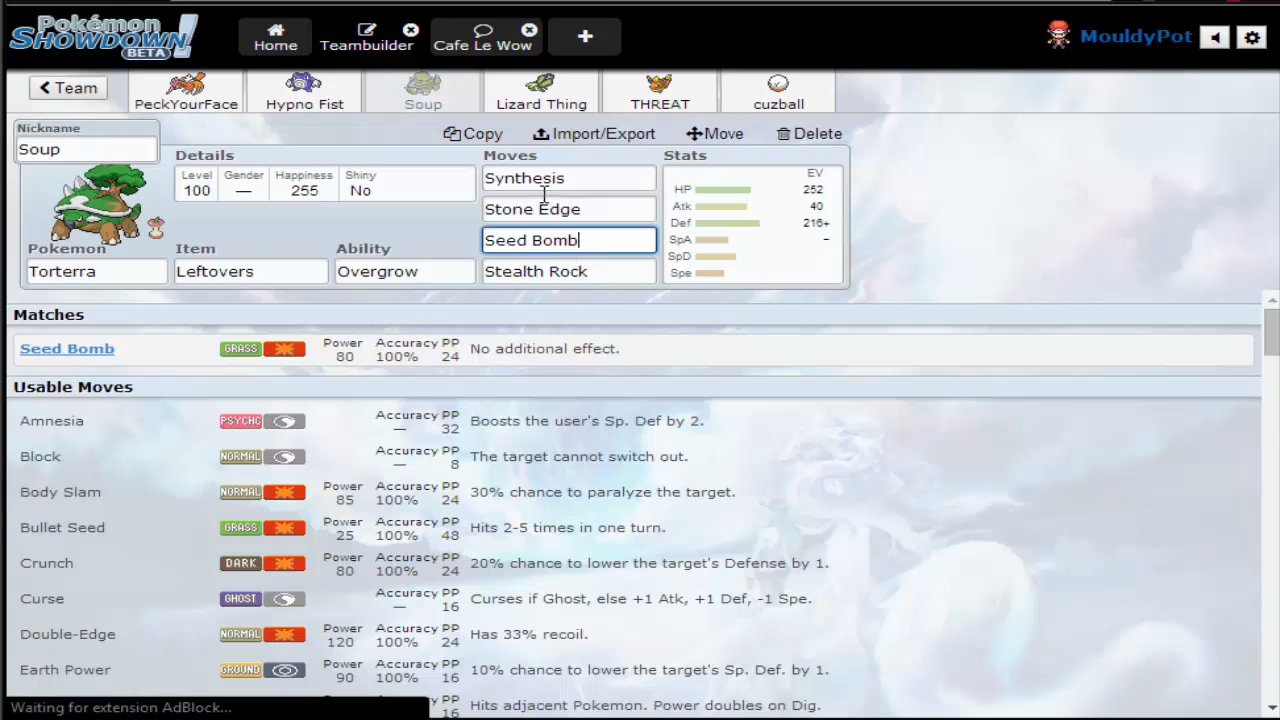 Pokémon
SHOWDOWN!
BETA
Home
Teambuilder
Cafe Le Wow
+
MouldyPot
Team
PeckYourFace
Hypno Fist
Soup
Lizard Thing
THREAT
cuzball
Nickname
Soup
Copy
Import/Export
Move
Delete
Details
Level Gender Happiness Shiny
100 — 255 No
Pokemon
Torterra
Item
Leftovers
Ability
Overgrow
Moves
Synthesis
Stone Edge
Seed Bomb
Stealth Rock
Stats
EV
HP 252
Atk 40
Def 216+
SpA -
SpD
Spe
Matches
Seed Bomb GRASS Power 80 Accuracy 100% PP 24 No additional effect.
Usable Moves
Amnesia PSYCHC Accuracy — PP 32 Boosts the user's Sp. Def by 2.
Block NORMAL Accuracy — PP 8 The target cannot switch out.
Body Slam NORMAL Power 85 Accuracy 100% PP 24 30% chance to paralyze the target.
Bullet Seed GRASS Power 25 Accuracy 100% PP 48 Hits 2-5 times in one turn.
Crunch DARK Power 80 Accuracy 100% PP 24 20% chance to lower the target's Defense by 1.
Curse GHOST Accuracy — PP 16 Curses if Ghost, else +1 Atk, +1 Def, -1 Spe.
Double-Edge NORMAL Power 120 Accuracy 100% PP 24 Has 33% recoil.
Earth Power GROUND Power 90 Accuracy 100% PP 16 10% chance to lower the target's Sp. Def. by 1.
Power Accuracy PP 16 Hits adjacent Pokemon. Power doubles on Dig.
Waiting for extension AdBlock...